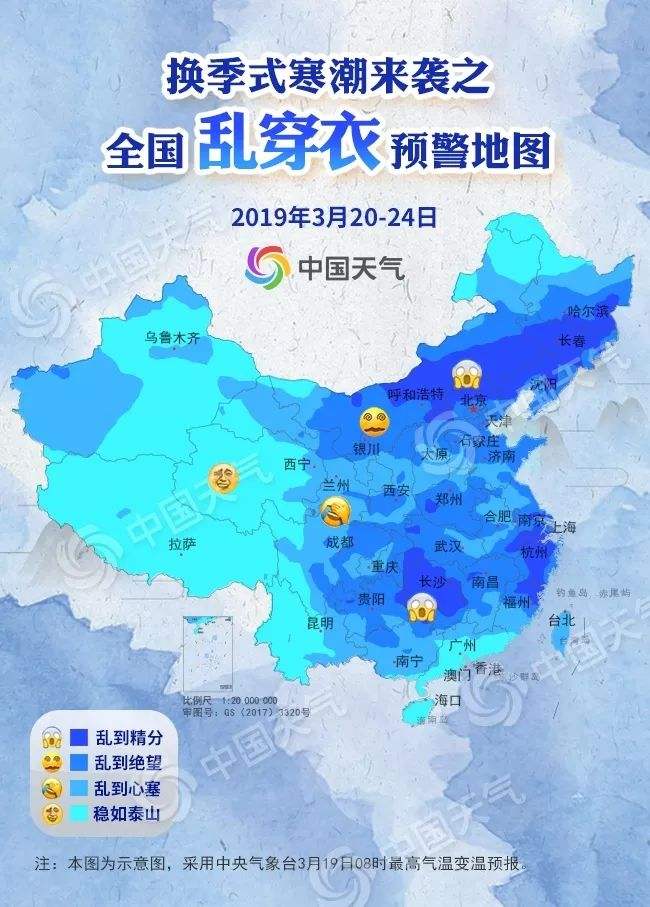 换季式寒潮来袭之
全国乱穿衣预警地图
2019年3月20-24日
中国天气
哈尔滨
长春
乌鲁木齐
沈阳
呼和浩特
北京
天津
银川
石家庄
太原
济南
西宁
兰州
西安
郑州
合肥
南京
上海
拉萨
成都
武汉
杭州
重庆
长沙
南昌
钓鱼岛
赤尾屿
贵阳
福州
台北
昆明
台湾岛
广州
南宁
澳门
香港
东沙群岛
海口
海南岛
比例尺 1:20 000 000
审图号：GS（2017）3320号
乱到精分
乱到绝望
乱到心塞
稳如泰山
注：本图为示意图，采用中央气象台3月19日08时最高气温变温预报。
中国天气
中国天气
中国天气
中国天气
中国天气
中国天气
中国天气
中国天气